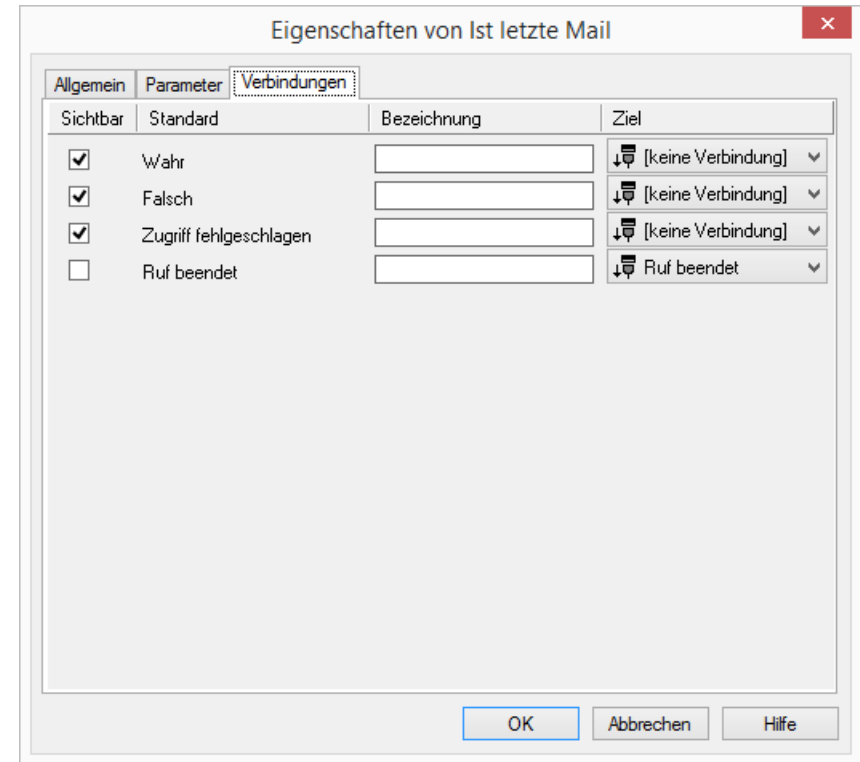 Eigenschaften von Ist letzte Mail
Allgemein Parameter Verbindungen
Sichtbar Standard Bezeichnung Ziel
Wahr [keine Verbindung]
Falsch [keine Verbindung]
Zugriff fehlgeschlagen [keine Verbindung]
Ruf beendet Ruf beendet
OK Abbrechen Hilfe